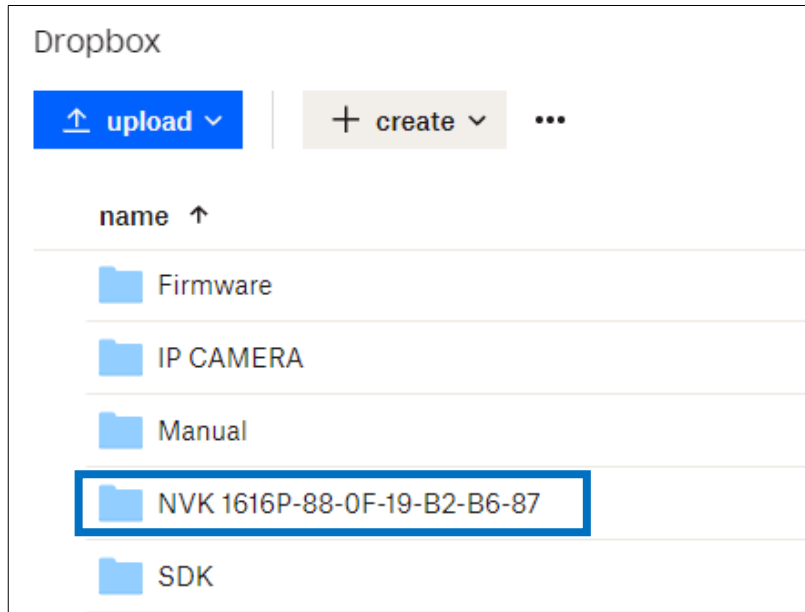 Dropbox
upload
create
name
Firmware
IP CAMERA
Manual
NVK 1616P-88-0F-19-B2-B6-87
SDK